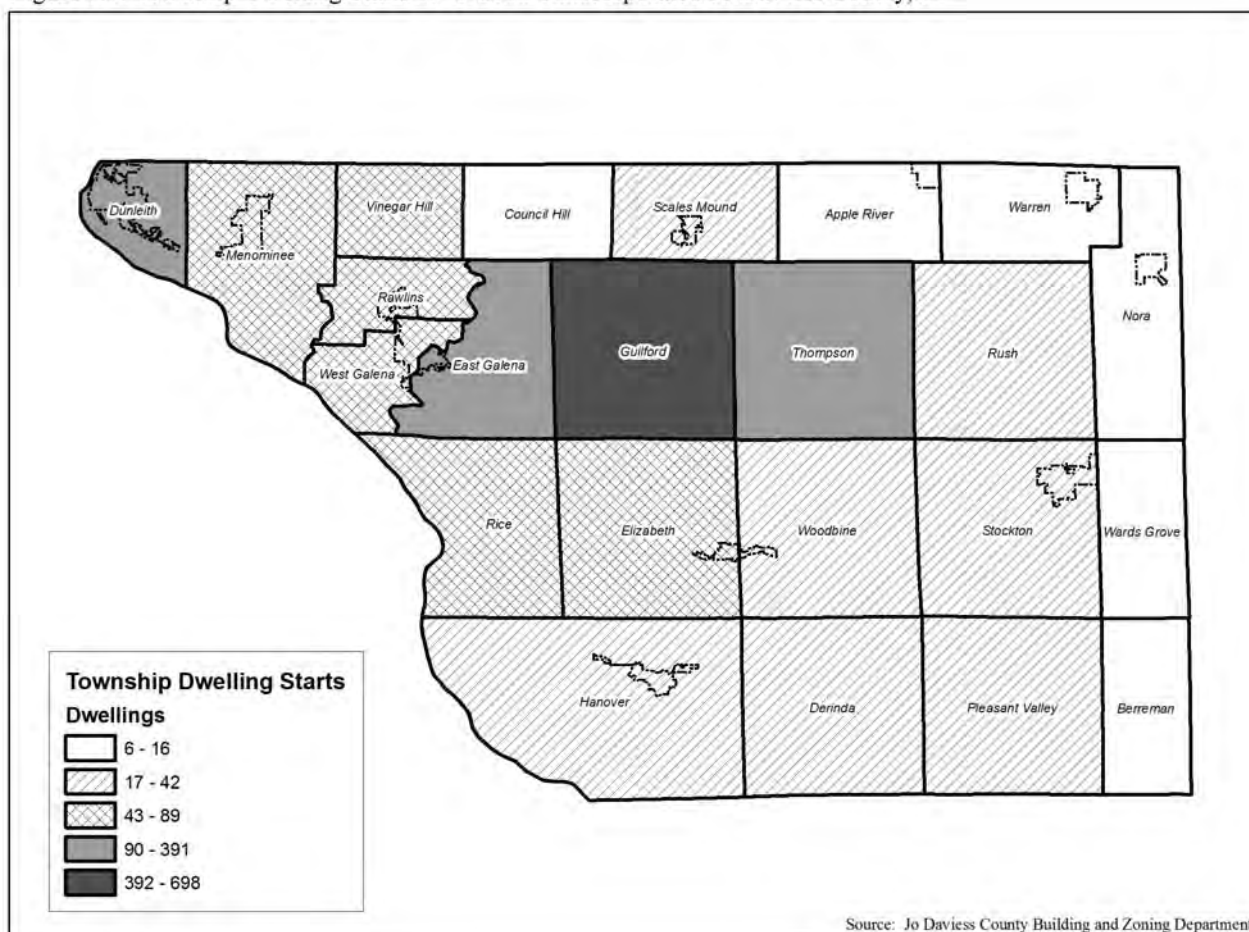 Dunleith
Menominee
Vinegar Hill
Council Hill
Scales Mound
Apple River
Warren
Nora
Rawlins
West Galena
East Galena
Guilford
Thompson
Rush
Rice
Elizabeth
Woodbine
Stockton
Wards Grove
Hanover
Derinda
Pleasant Valley
Berreman
Township Dwelling Starts
Dwellings
6 - 16
17 - 42
43 - 89
90 - 391
392 - 698
Source: Jo Daviess County Building and Zoning Department